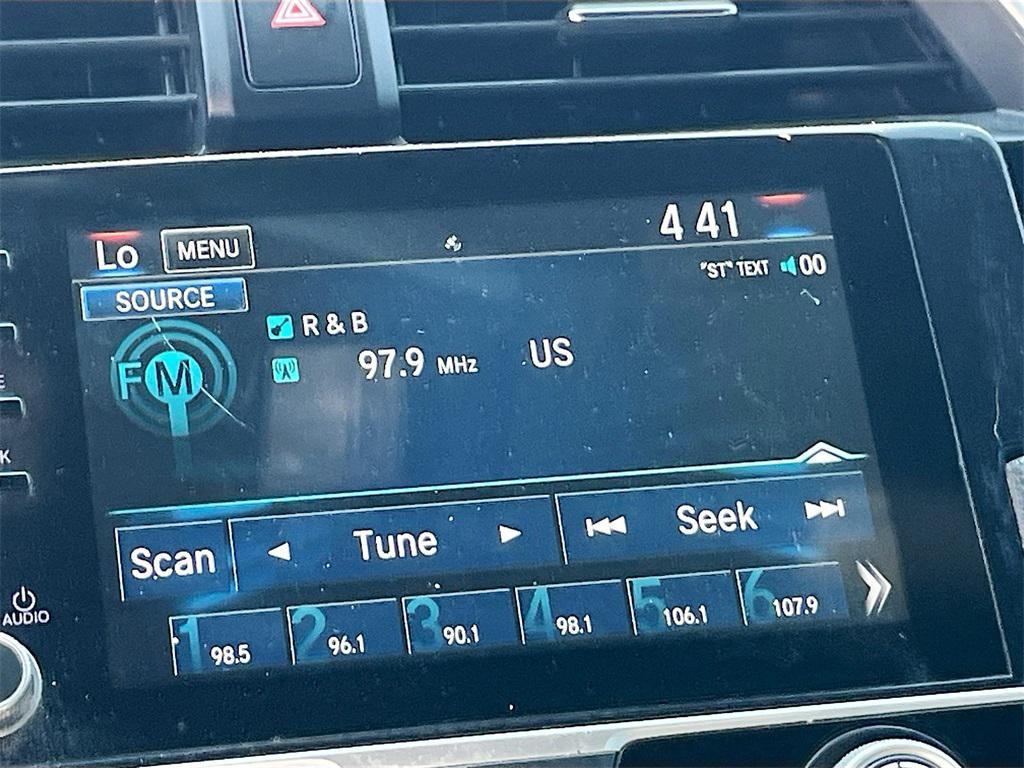 Lo MENU 4 41
"ST" TEXT 00
SOURCE
FM
R & B
97.9 MHz US
Scan Tune Seek
1 98.5 2 96.1 3 90.1 4 98.1 5 106.1 6 107.9
AUDIO